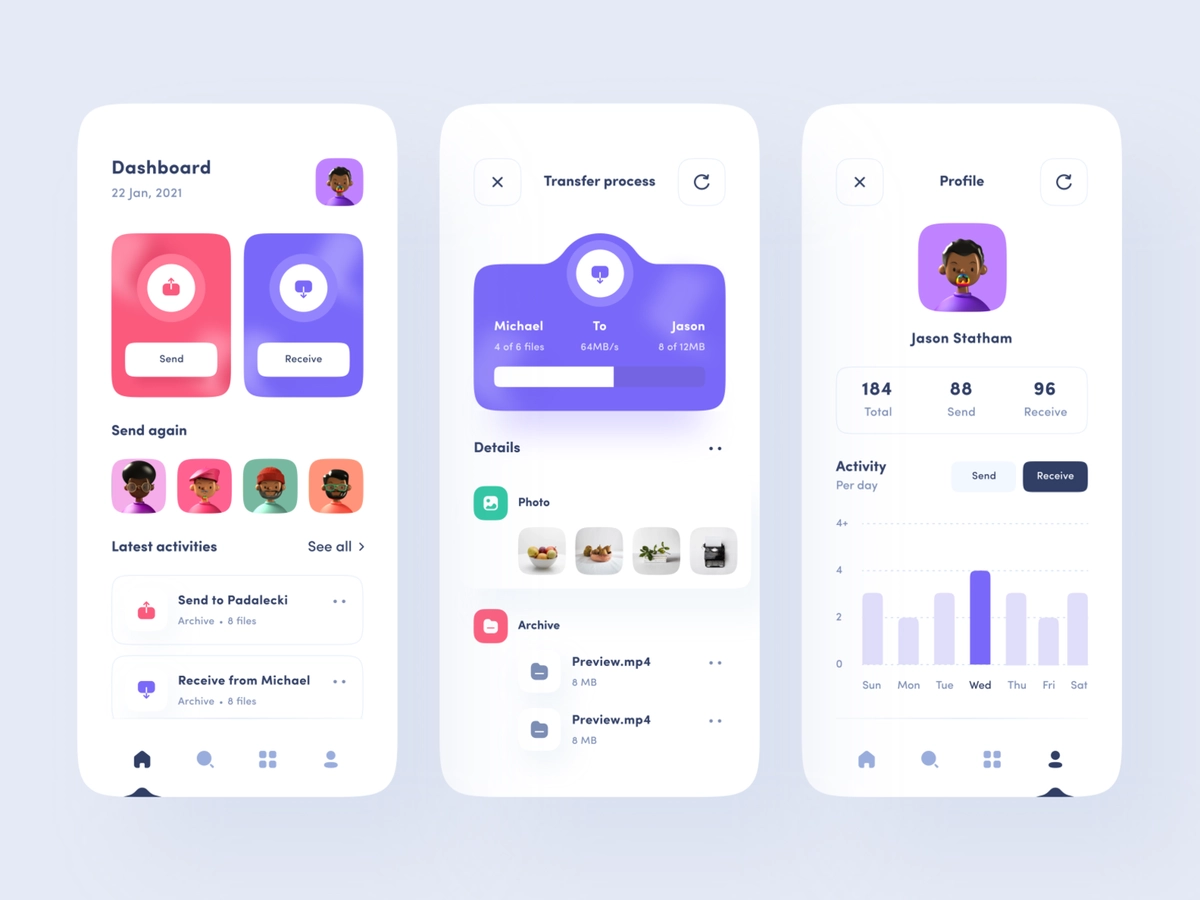 Dashboard
22 Jan, 2021
Send
Receive
Send again
Latest activities
See all
Send to Padalecki
Archive • 8 files
Receive from Michael
Archive • 8 files
Transfer process
Michael To Jason
4 of 6 files 64MB/s 8 of 12MB
Details
Photo
Archive
Preview.mp4
8 MB
Preview.mp4
8 MB
Profile
Jason Statham
184 88 96
Total Send Receive
Activity
Per day
Send
Receive
4+
4
2
0
Sun Mon Tue Wed Thu Fri Sat